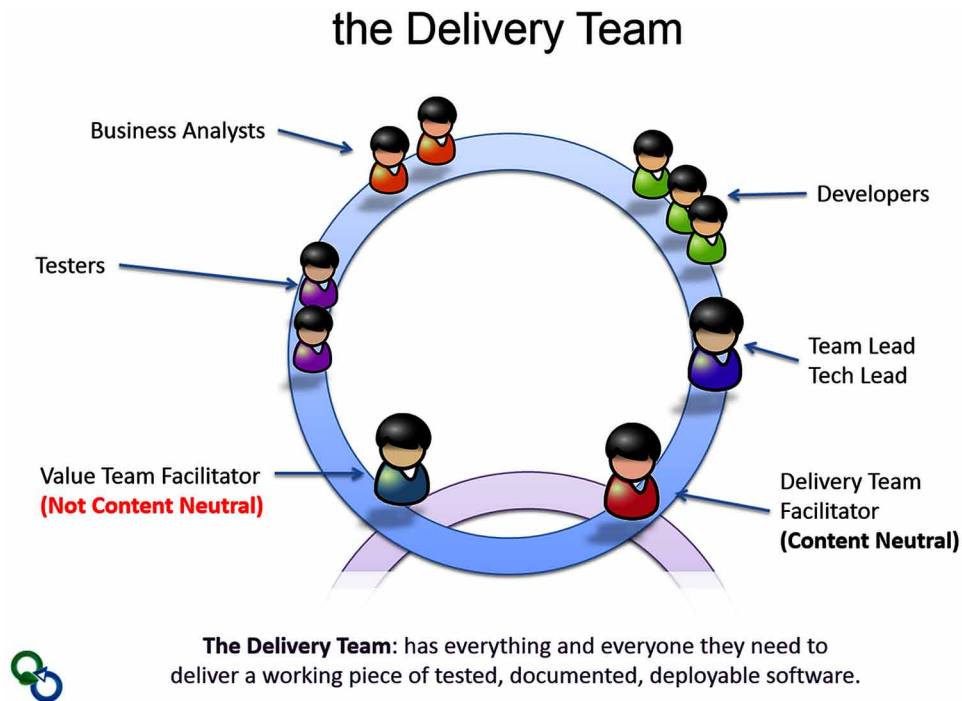 the Delivery Team
Business Analysts
Developers
Testers
Team Lead
Tech Lead
Value Team Facilitator
(Not Content Neutral)
Delivery Team
Facilitator
(Content Neutral)
The Delivery Team: has everything and everyone they need to
deliver a working piece of tested, documented, deployable software.